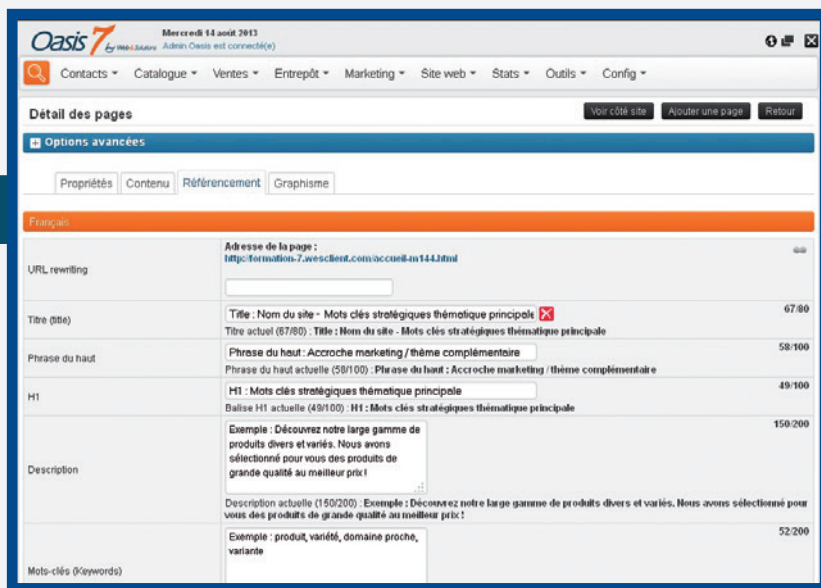 Oasis 7 by Web4Solutions
Mercredi 14 août 2013
Admin Oasis est connecté(e)
Contacts Catalogue Ventes Entrepôt Marketing Site web Stats Outils Config
Détail des pages
Voir côté site Ajouter une page Retour
Options avancées
Propriétés Contenu Référencement Graphisme
Français
URL rewriting
Adresse de la page :
http://formation-7.wesclient.com/accueil-m144.html
Titre (title)
Title : Nom du site - Mots clés stratégiques thématique principale
67/80
Titre actuel (67/80) : Title : Nom du site - Mots clés stratégiques thématique principale
Phrase du haut
Phrase du haut : Accroche marketing / thème complémentaire
58/100
Phrase du haut actuelle (58/100) : Phrase du haut : Accroche marketing / thème complémentaire
H1
H1 : Mots clés stratégiques thématique principale
49/100
Balise H1 actuelle (49/100) : H1 : Mots clés stratégiques thématique principale
Description
Exemple : Découvrez notre large gamme de
produits divers et variés. Nous avons
sélectionné pour vous des produits de
grande qualité au meilleur prix !
150/200
Description actuelle (150/200) : Exemple : Découvrez notre large gamme de produits divers et variés. Nous avons sélectionné pour
vous des produits de grande qualité au meilleur prix !
Mots-clés (Keywords)
Exemple : produit, variété, domaine proche,
variante
52/200